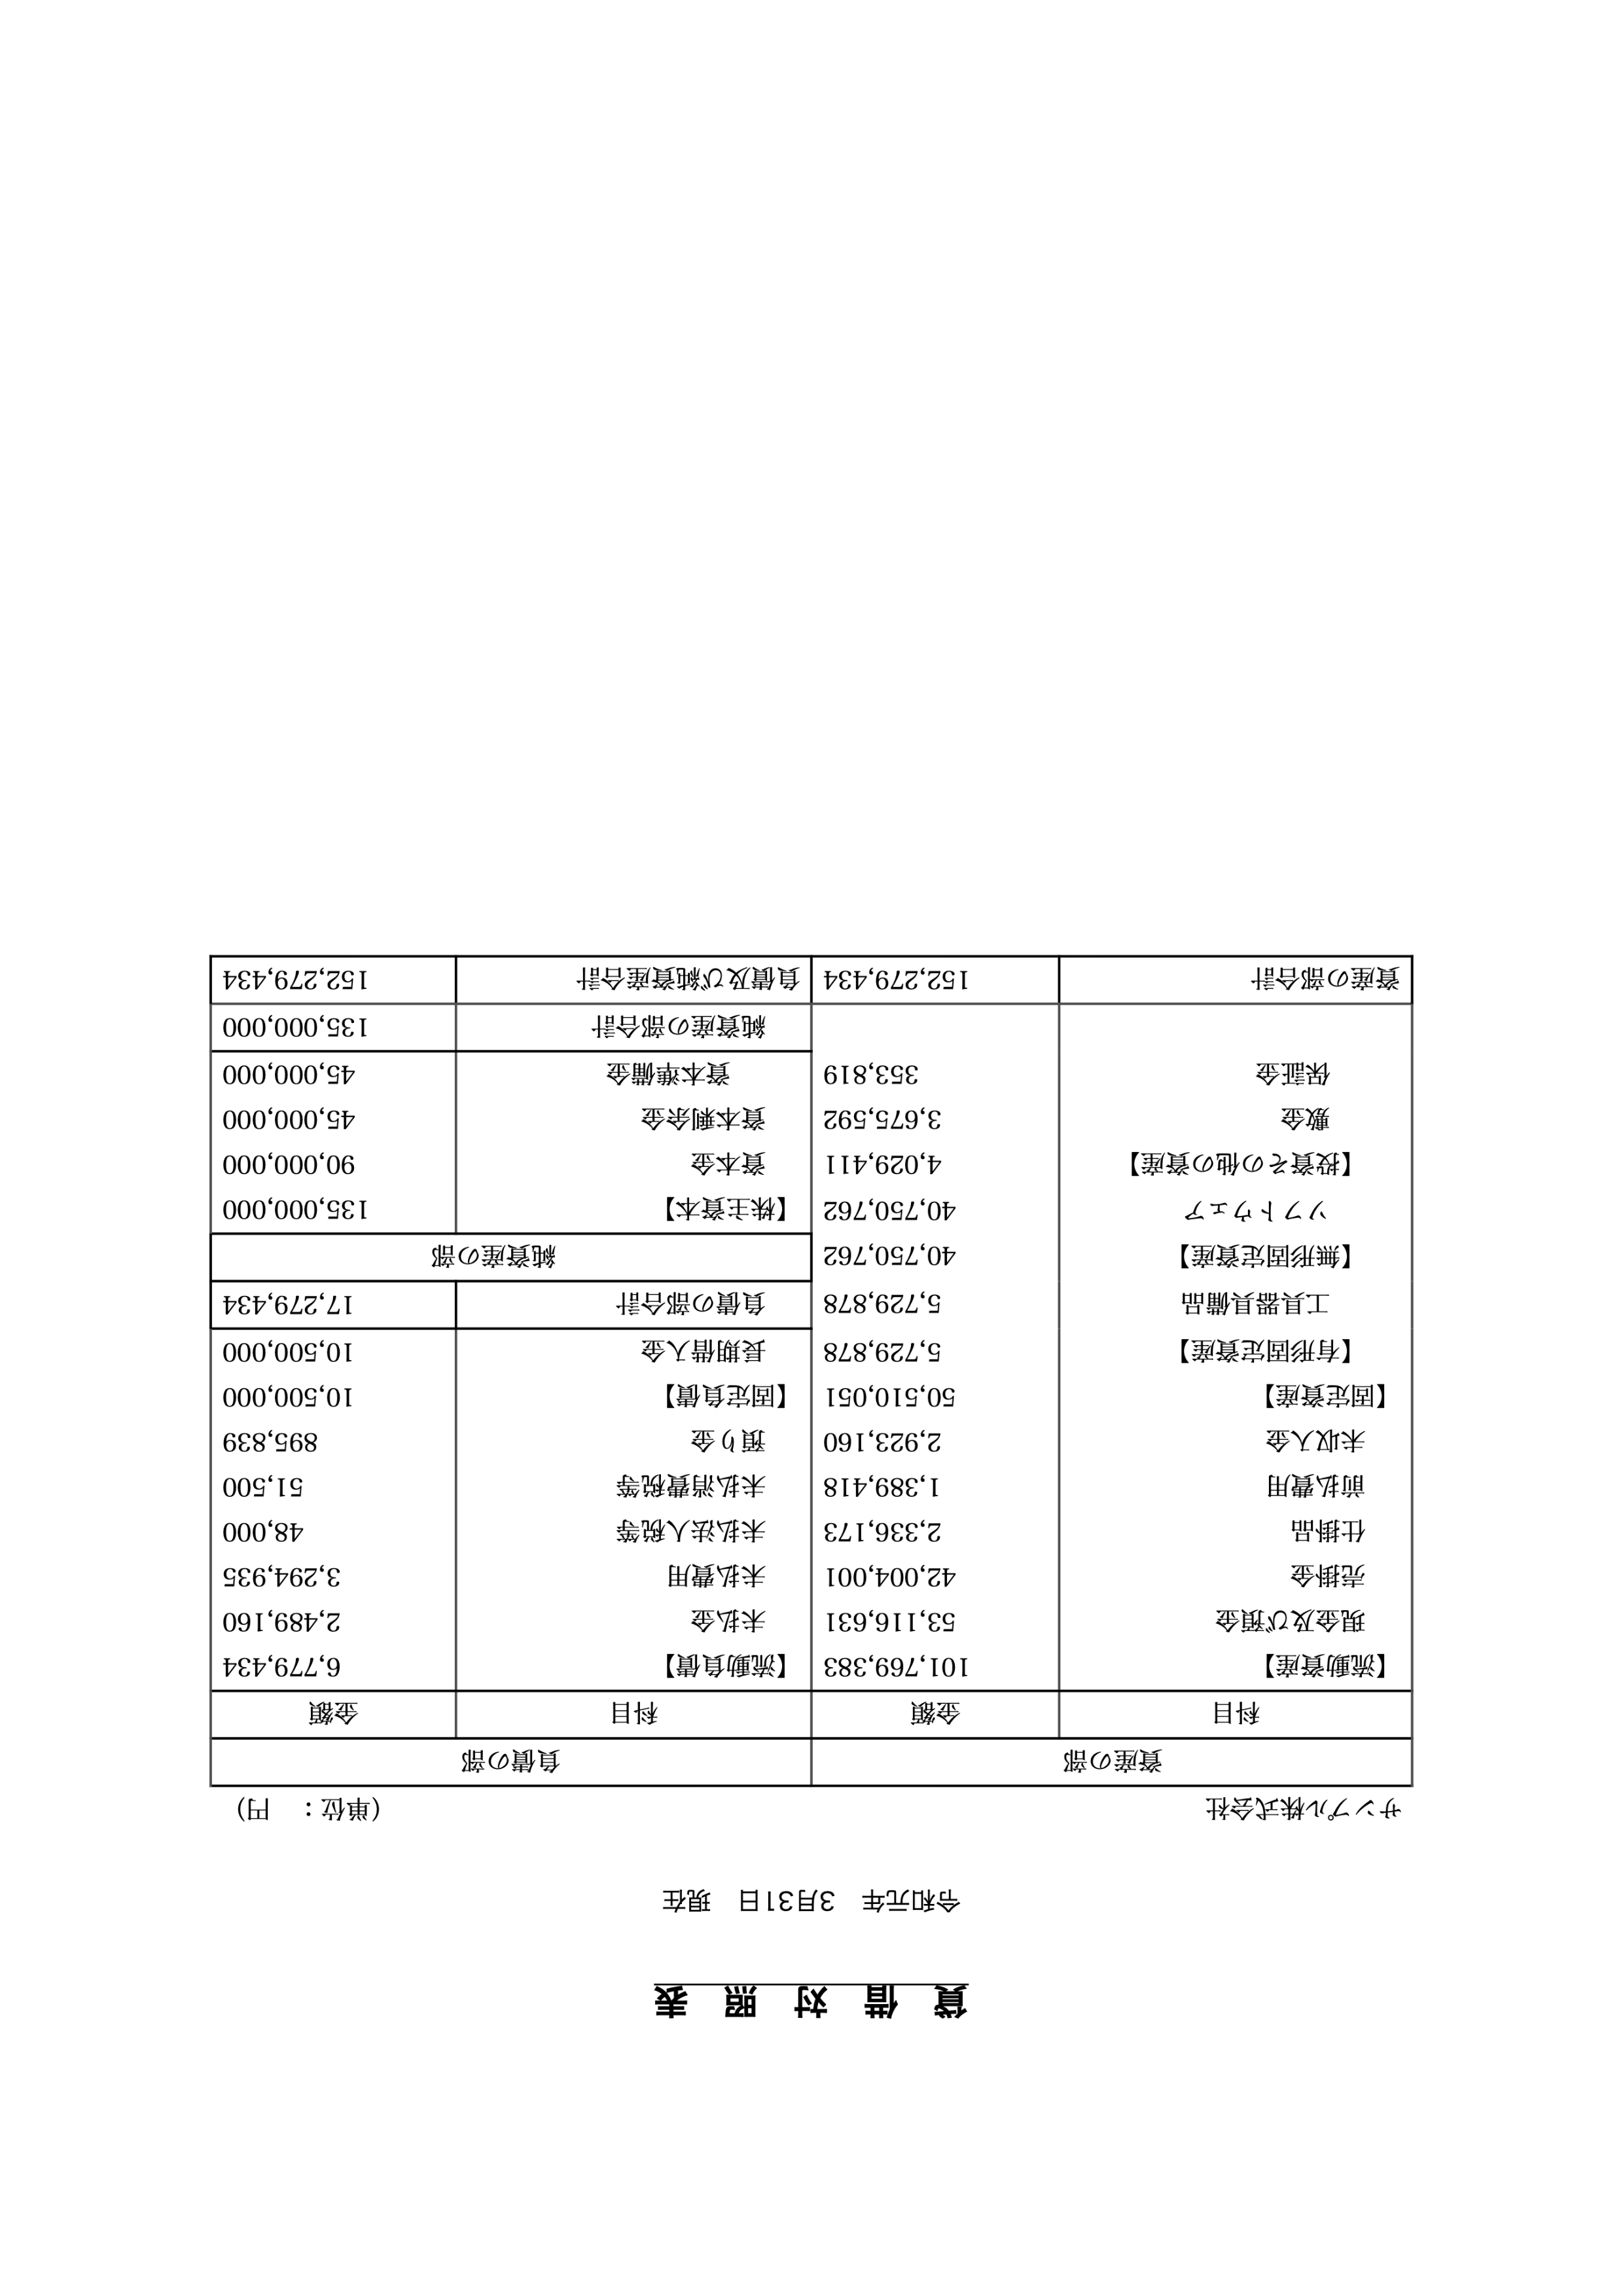 貸借対照表
令和元年　3月31日　現在
サンプル株式会社　(単位：　円)
資産の部　負債の部
科目　金額　科目　金額
【流動資産】　101,769,383　【流動負債】　6,779,434
現金及び預金　53,116,631　未払金　2,489,160
売掛金　42,004,001　未払費用　3,294,935
仕掛品　2,336,173　未払法人税等　48,000
前払費用　1,389,418　未払消費税等　51,500
未収入金　2,923,160　預り金　895,839
【固定資産】　50,510,051　【固定負債】　10,500,000
【有形固定資産】　5,729,878　長期借入金　10,500,000
工具器具備品　5,729,878　負債の部合計　17,279,434
【無形固定資産】　40,750,762　純資産の部
ソフトウェア　40,750,762　【株主資本】　135,000,000
【投資その他の資産】　4,029,411　資本金　90,000,000
敷金　3,675,592　資本剰余金　45,000,000
保証金　353,819　資本準備金　45,000,000
純資産の部合計　135,000,000
資産の部合計　152,279,434　負債及び純資産合計　152,279,434